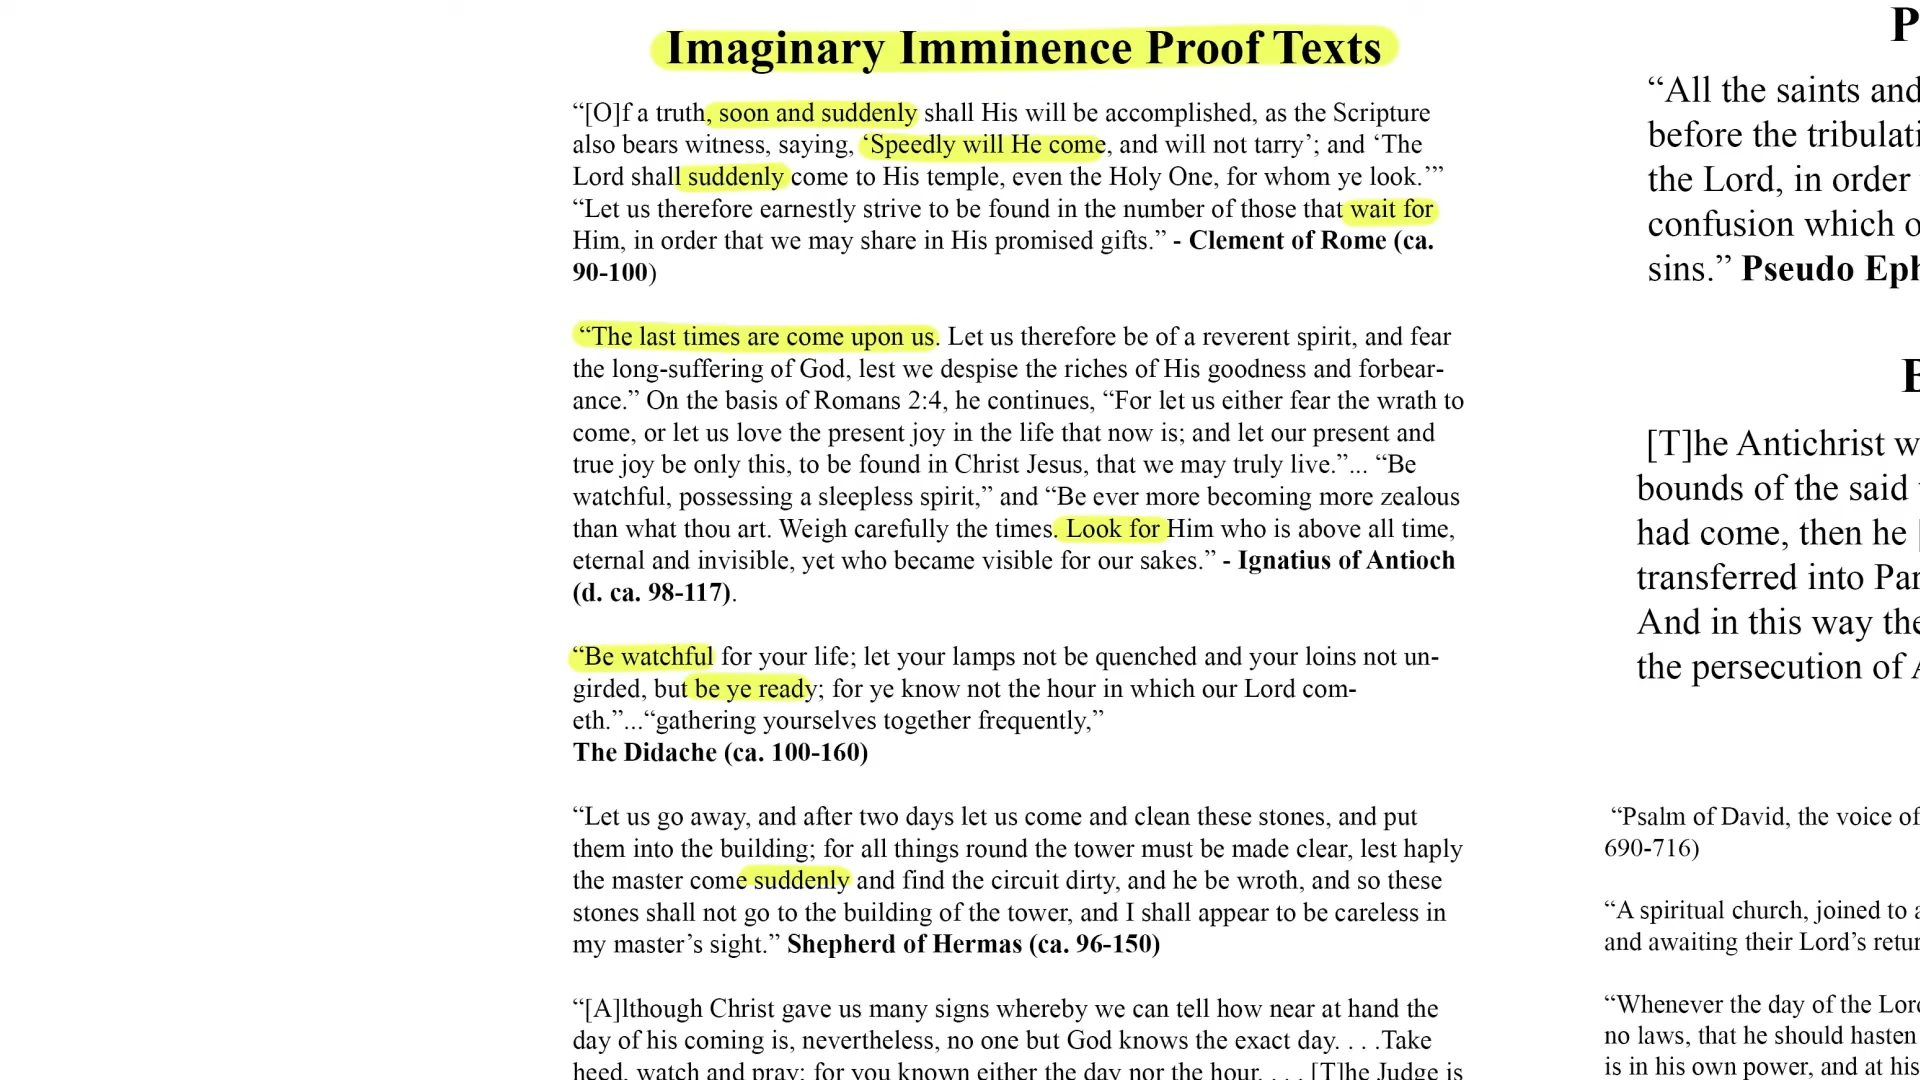 Imaginary Imminence Proof Texts
“[O]f a truth, soon and suddenly shall His will be accomplished, as the Scripture
also bears witness, saying, ‘Speedly will He come, and will not tarry’; and ‘The
Lord shall suddenly come to His temple, even the Holy One, for whom ye look.’”
“Let us therefore earnestly strive to be found in the number of those that wait for
Him, in order that we may share in His promised gifts.” - Clement of Rome (ca.
90-100)
“The last times are come upon us. Let us therefore be of a reverent spirit, and fear
the long-suffering of God, lest we despise the riches of His goodness and forbear-
ance.” On the basis of Romans 2:4, he continues, “For let us either fear the wrath to
come, or let us love the present joy in the life that now is; and let our present and
true joy be only this, to be found in Christ Jesus, that we may truly live.”... “Be
watchful, possessing a sleepless spirit,” and “Be ever more becoming more zealous
than what thou art. Weigh carefully the times. Look for Him who is above all time,
eternal and invisible, yet who became visible for our sakes.” - Ignatius of Antioch
(d. ca. 98-117).
“Be watchful for your life; let your lamps not be quenched and your loins not un-
girded, but be ye ready; for ye know not the hour in which our Lord com-
eth.”...“gathering yourselves together frequently,”
The Didache (ca. 100-160)
“Let us go away, and after two days let us come and clean these stones, and put
them into the building; for all things round the tower must be made clear, lest haply
the master come suddenly and find the circuit dirty, and he be wroth, and so these
stones shall not go to the building of the tower, and I shall appear to be careless in
my master’s sight.” Shepherd of Hermas (ca. 96-150)
“[A]lthough Christ gave us many signs whereby we can tell how near at hand the
day of his coming is, nevertheless, no one but God knows the exact day. . . .Take
heed, watch and pray; for you known either the day nor the hour. . . . [T]he Judge is
P
“All the saints and
before the tribulati
the Lord, in order
confusion which o
sins.” Pseudo Eph
[T]he Antichrist w
bounds of the said
had come, then he [
transferred into Par
And in this way the
the persecution of A
“Psalm of David, the voice of
690-716)
“A spiritual church, joined to a
and awaiting their Lord’s retur
“Whenever the day of the Lord
no laws, that he should hasten
is in his own power, and at his